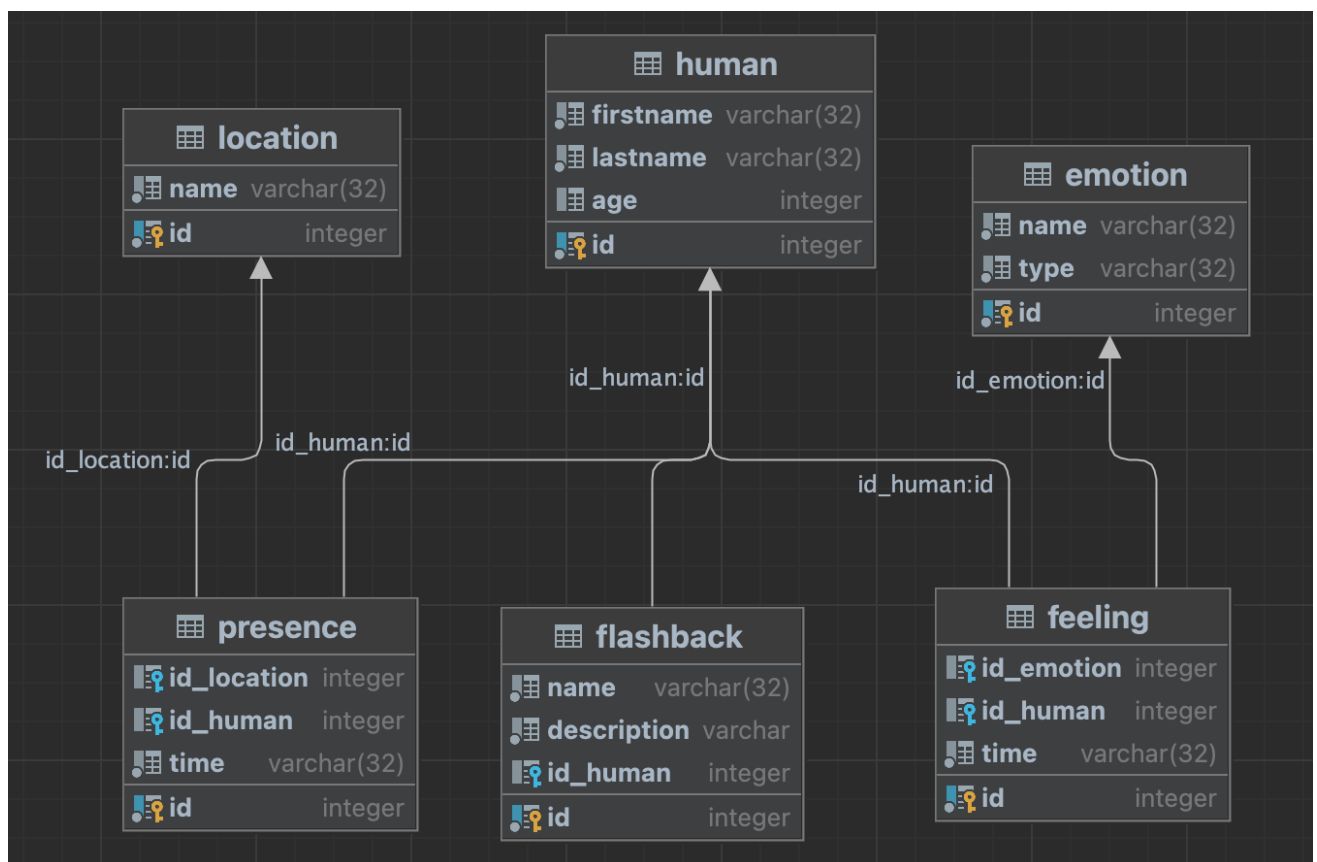 location
name varchar(32)
id integer
human
firstname varchar(32)
lastname varchar(32)
age integer
id integer
emotion
name varchar(32)
type varchar(32)
id integer
id_location:id
id_human:id
id_human:id
id_human:id
id_emotion:id
presence
id_location integer
id_human integer
time varchar(32)
id integer
flashback
name varchar(32)
description varchar
id_human integer
id integer
feeling
id_emotion integer
id_human integer
time varchar(32)
id integer